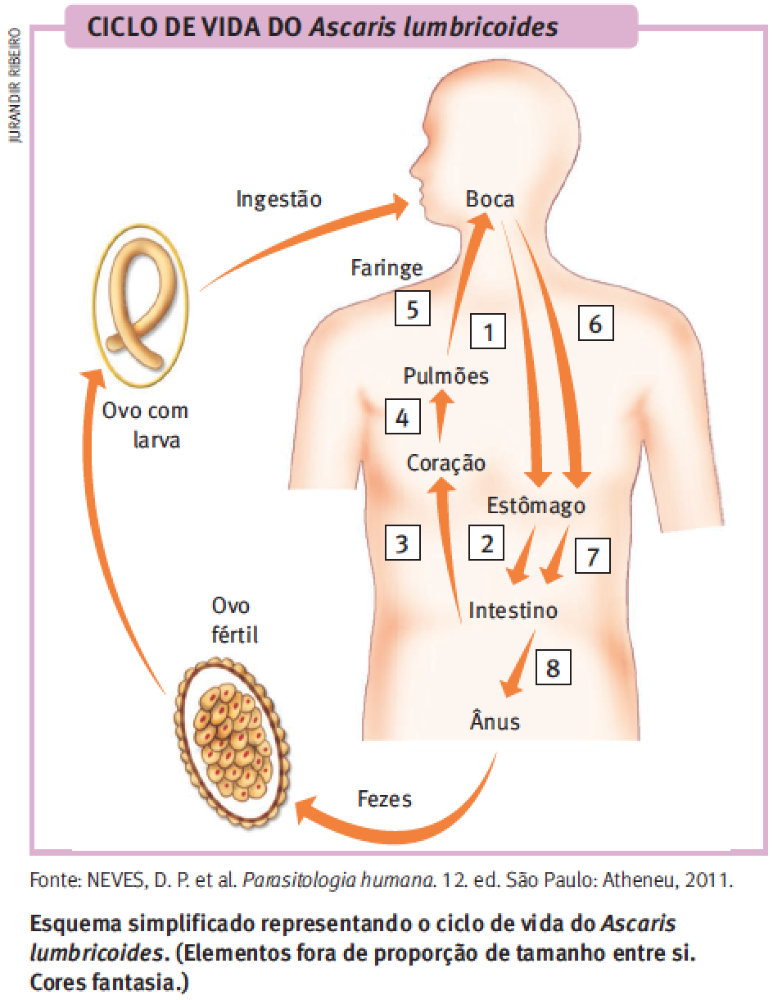 CICLO DE VIDA DO Ascaris lumbricoides
JURANDIR RIBEIRO
Ingestão
Boca
Faringe
5
1
6
Pulmões
4
Ovo com
larva
Coração
Estômago
3
2
7
Intestino
Ovo
fértil
8
Ânus
Fezes
Fonte: NEVES, D. P. et al. Parasitologia humana. 12. ed. São Paulo: Atheneu, 2011.
Esquema simplificado representando o ciclo de vida do Ascaris
lumbricoides. (Elementos fora de proporção de tamanho entre si.
Cores fantasia.)